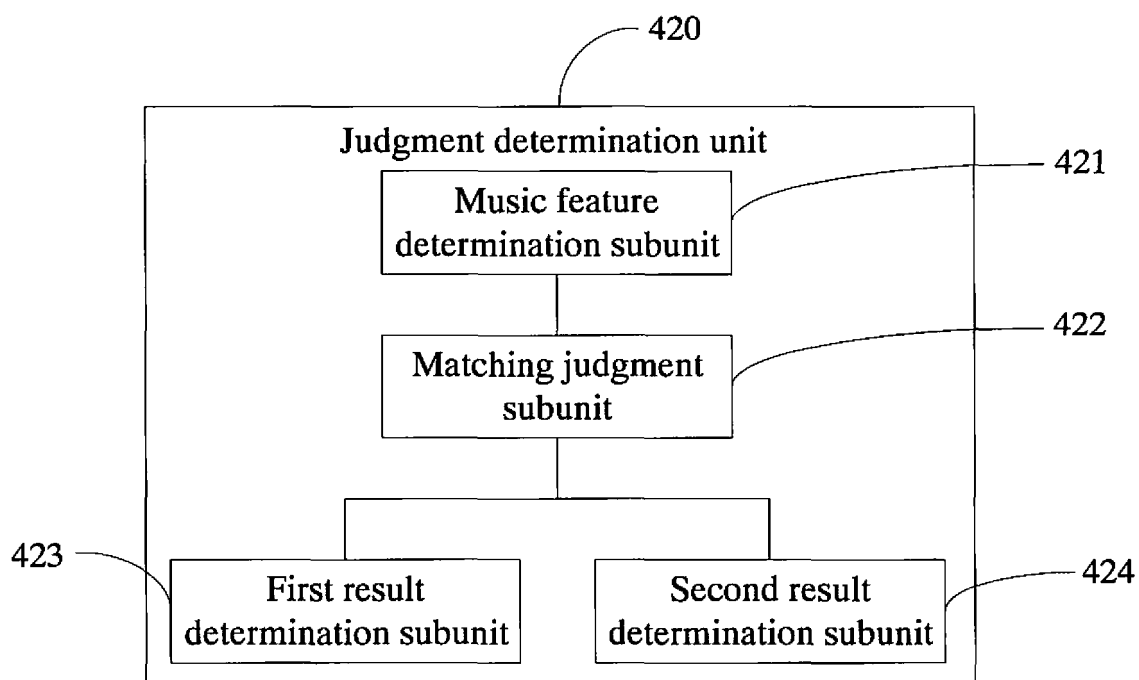 420
Judgment determination unit
421
Music feature
determination subunit
422
Matching judgment
subunit
423
First result
determination subunit
Second result
determination subunit
424